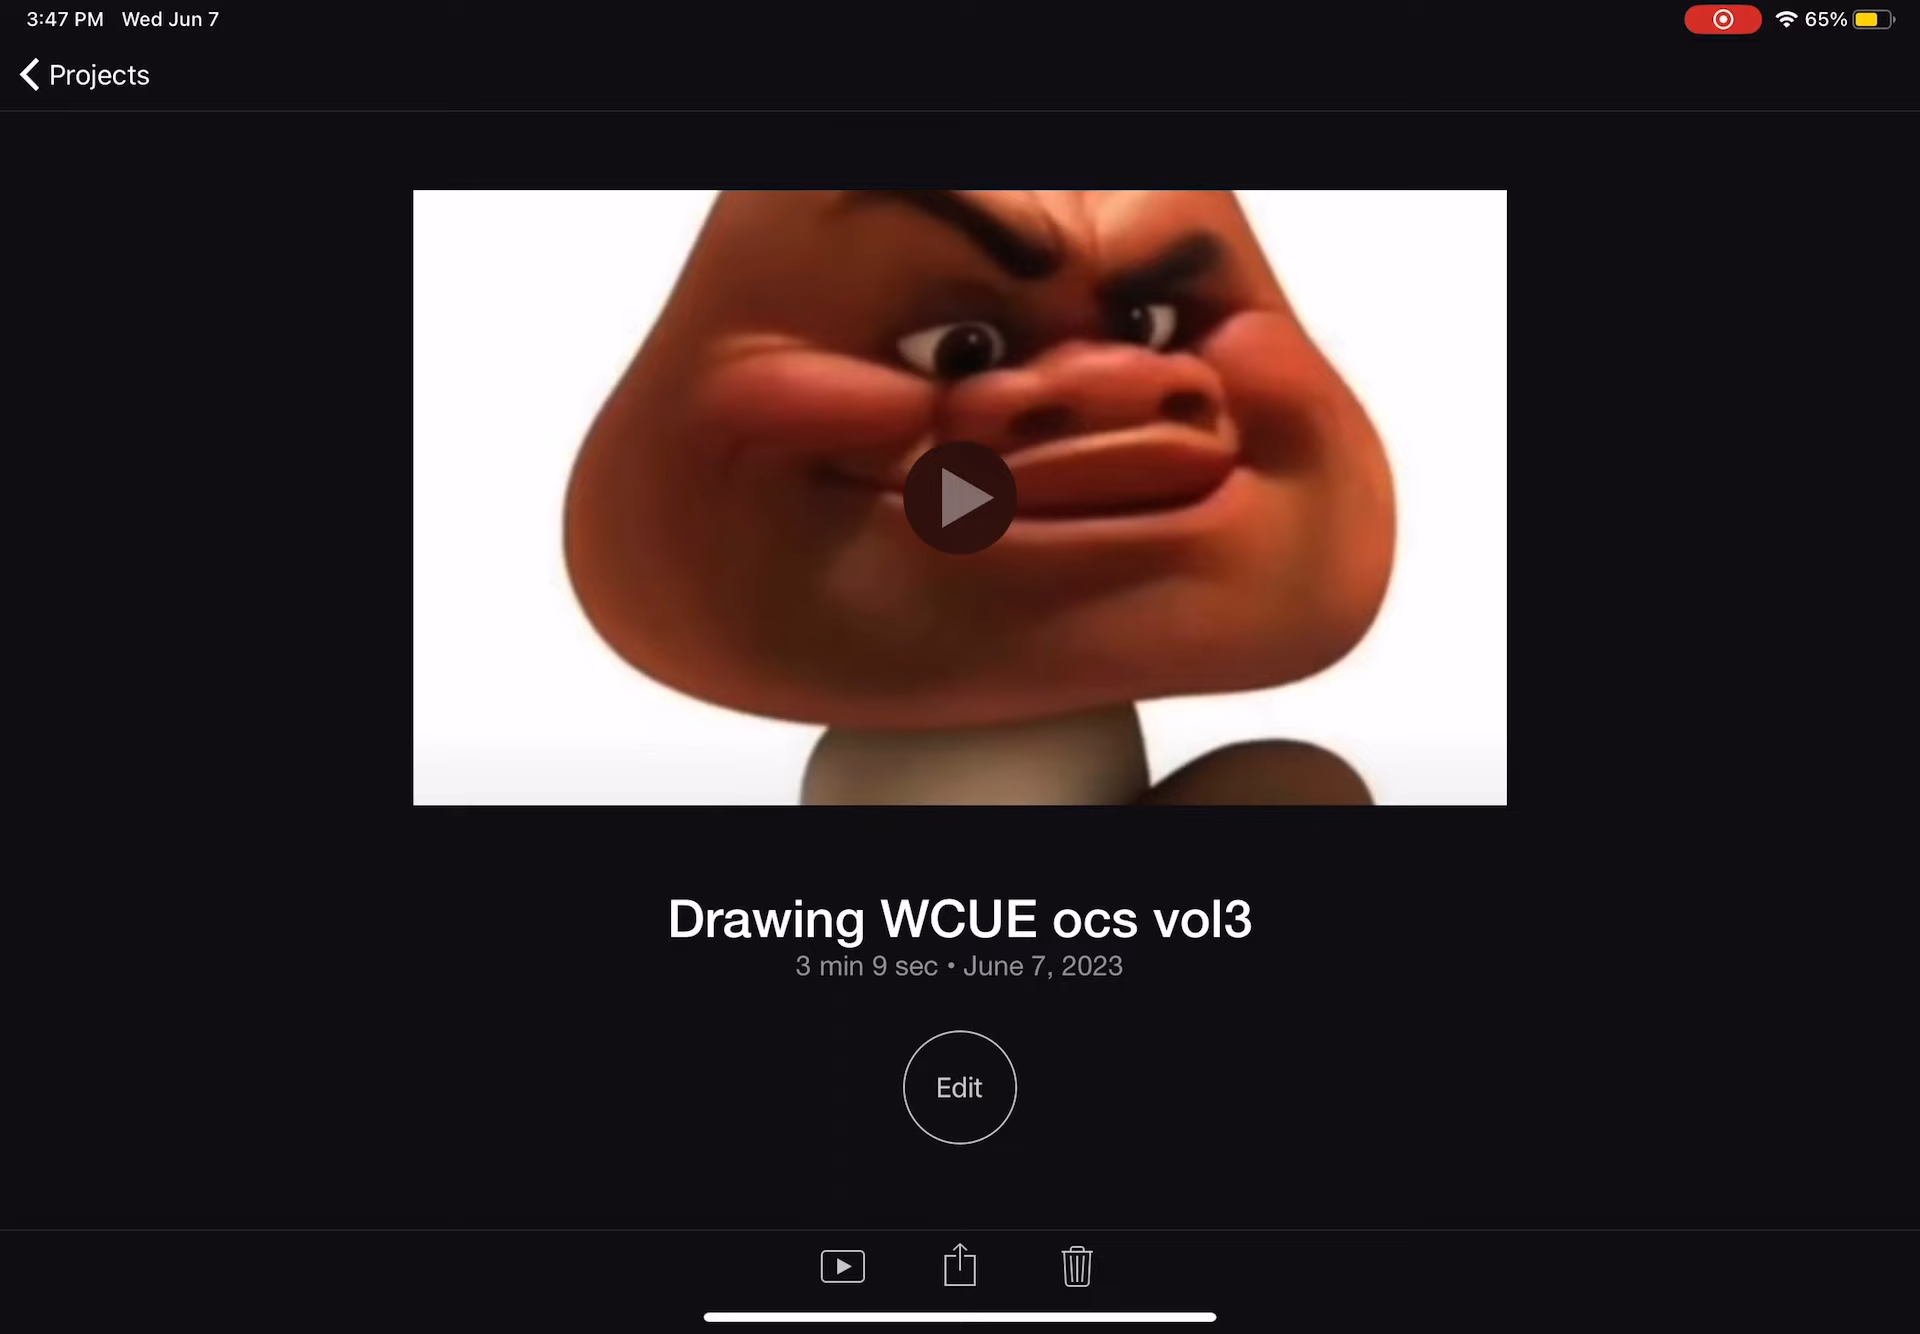 3:47 PM Wed Jun 7
65%
Projects
Drawing WCUE ocs vol3
3 min 9 sec • June 7, 2023
Edit